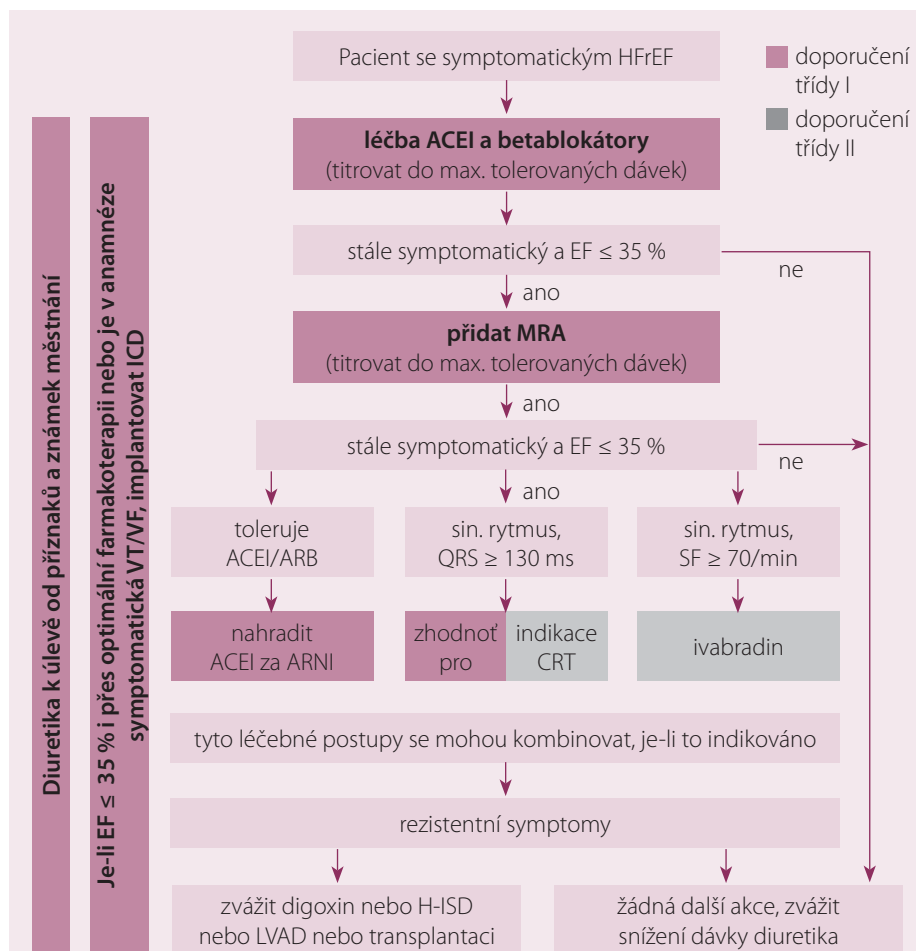 Pacient se symptomatickým HFrEF
doporučení
třídy I
doporučení
třídy II
Diuretika k úlevě od příznaků a známek městnání
Je-li EF ≤ 35 % i přes optimální farmakoterapii nebo je v anamnéze
symptomatická VT/VF, implantovat ICD
léčba ACEI a betablokátory
(titrovat do max. tolerovaných dávek)
stále symptomatický a EF ≤ 35 %
ne
ano
přidat MRA
(titrovat do max. tolerovaných dávek)
ano
stále symptomatický a EF ≤ 35 %
ne
ano
toleruje
ACEI/ARB
sin. rytmus,
QRS ≥ 130 ms
sin. rytmus,
SF ≥ 70/min
nahradit
ACEI za ARNI
zhodnoť
pro
indikace
CRT
ivabradin
tyto léčebné postupy se mohou kombinovat, je-li to indikováno
rezistentní symptomy
zvážit digoxin nebo H-ISD
nebo LVAD nebo transplantaci
žádná další akce, zvážit
snížení dávky diuretika